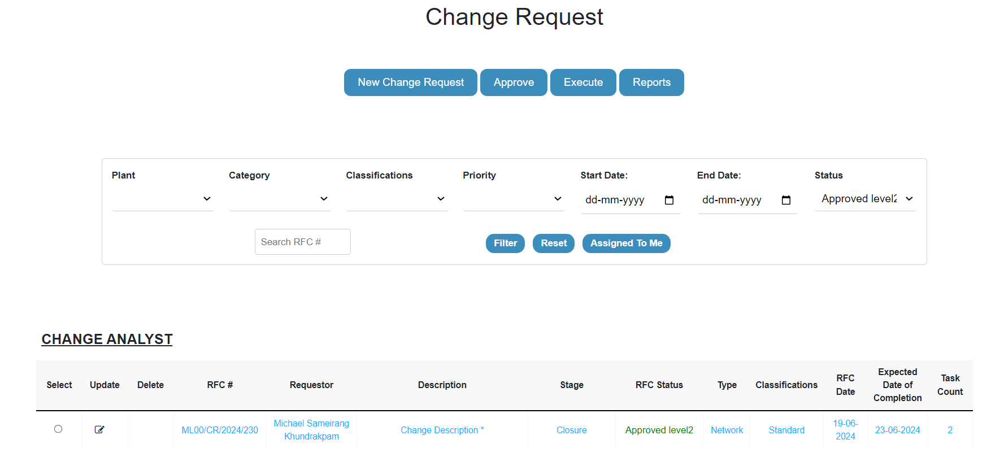 Change Request
New Change Request Approve Execute Reports
Plant Category Classifications Priority Start Date: End Date: Status
dd-mm-yyyy dd-mm-yyyy Approved level2
Search RFC # Filter Reset Assigned To Me
CHANGE ANALYST
Select Update Delete RFC # Requestor Description Stage RFC Status Type Classifications RFC Date Expected Date of Completion Task Count
ML00/CR/2024/230 Michael Sameirang Khundrakpam Change Description * Closure Approved level2 Network Standard 19-06-2024 23-06-2024 2